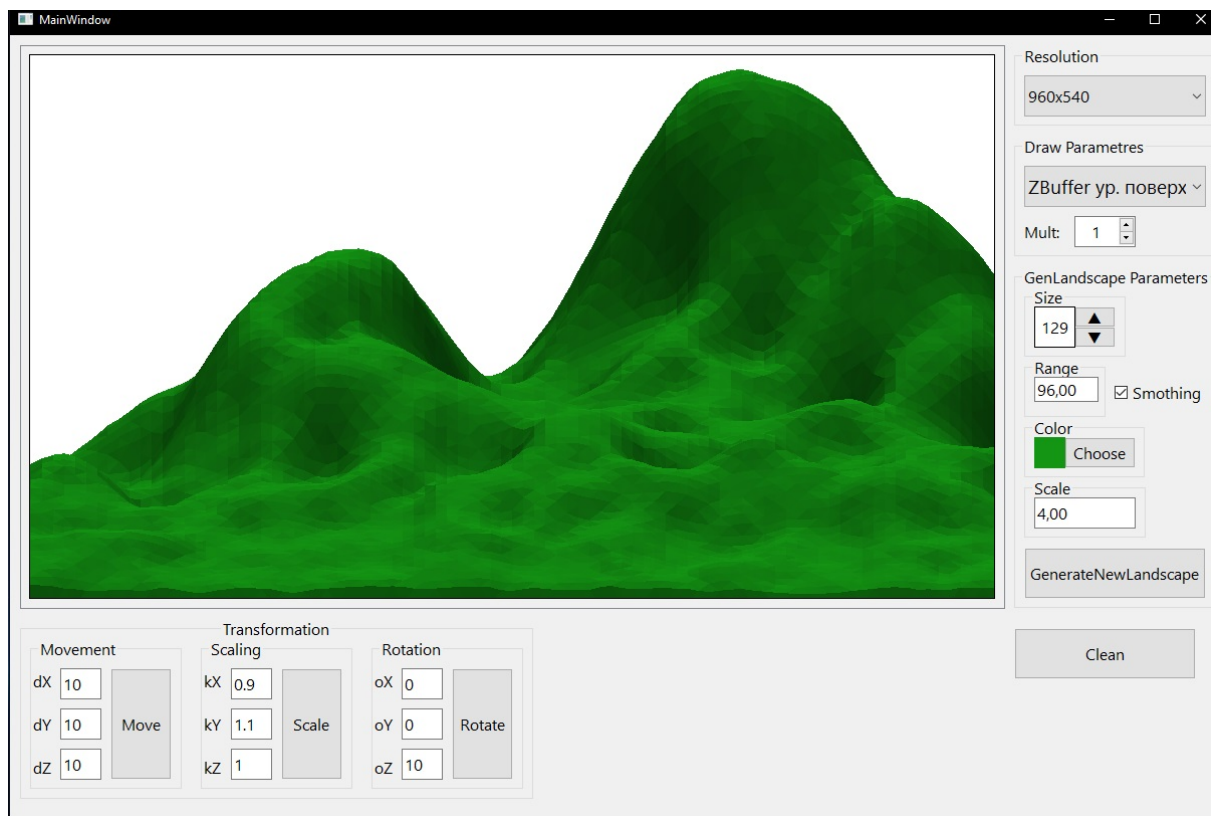 MainWindow
Resolution
960x540
Draw Parametres
ZBuffer ур. поверх
Mult: 1
GenLandscape Parameters
Size
129
Range
96,00
Smothing
Color
Choose
Scale
4,00
GenerateNewLandscape
Clean
Transformation
Movement
dX 10
dY 10
dZ 10
Move
Scaling
kX 0.9
kY 1.1
kZ 1
Scale
Rotation
oX 0
oY 0
oZ 10
Rotate